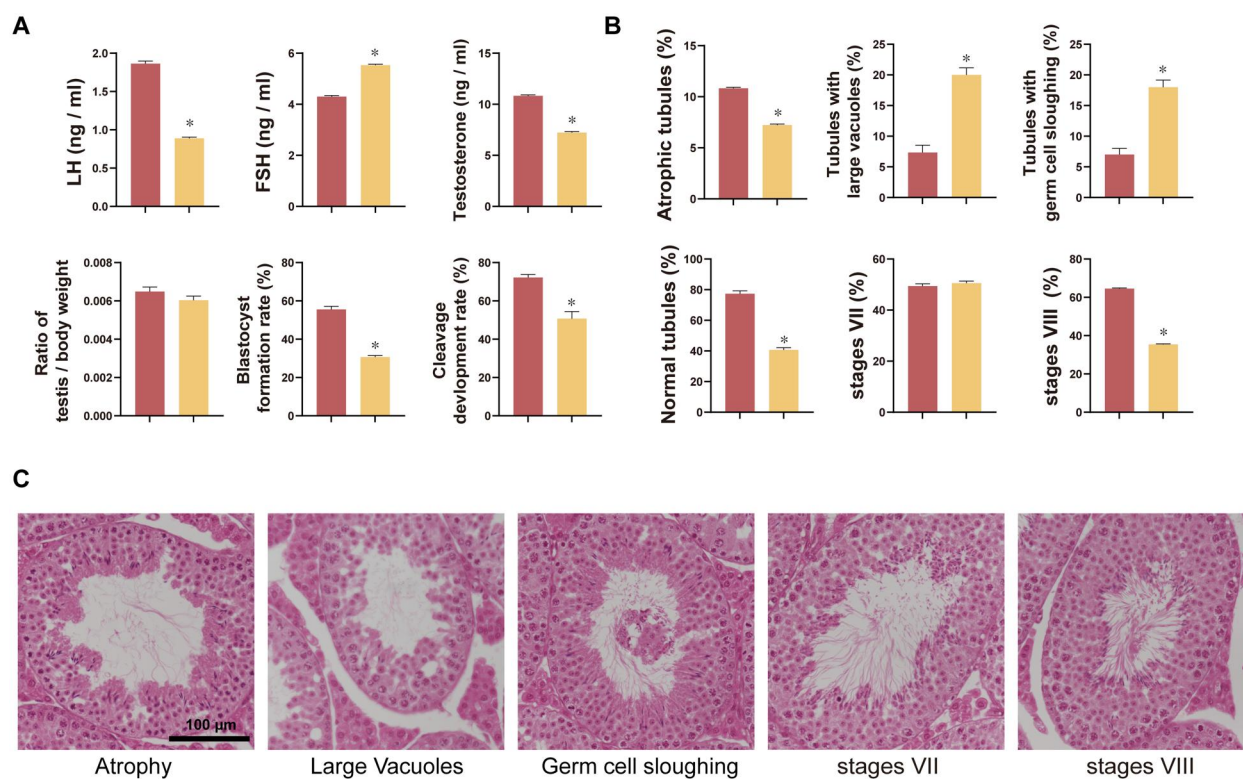 A
B
LH (ng / ml)
2.0
1.5
1.0
0.5
0.0
*
FSH (ng / ml)
6
4
2
0
*
Testosterone (ng / ml)
15
10
5
0
*
Atrophic tubules (%)
15
10
5
0
*
Tubules with
large vacuoles (%)
25
20
15
10
5
0
*
Tubules with
germ cell sloughing (%)
25
20
15
10
5
0
*
Ratio of
testis / body weight
0.008
0.006
0.004
0.002
0.000
Blastocyst
formation rate (%)
80
60
40
20
0
*
Cleavage
devlopment rate (%)
80
60
40
20
0
*
Normal tubules (%)
100
80
60
40
20
0
*
stages VII (%)
60
40
20
0
stages VIII (%)
80
60
40
20
0
*
C
100 μm
Atrophy
Large Vacuoles
Germ cell sloughing
stages VII
stages VIII